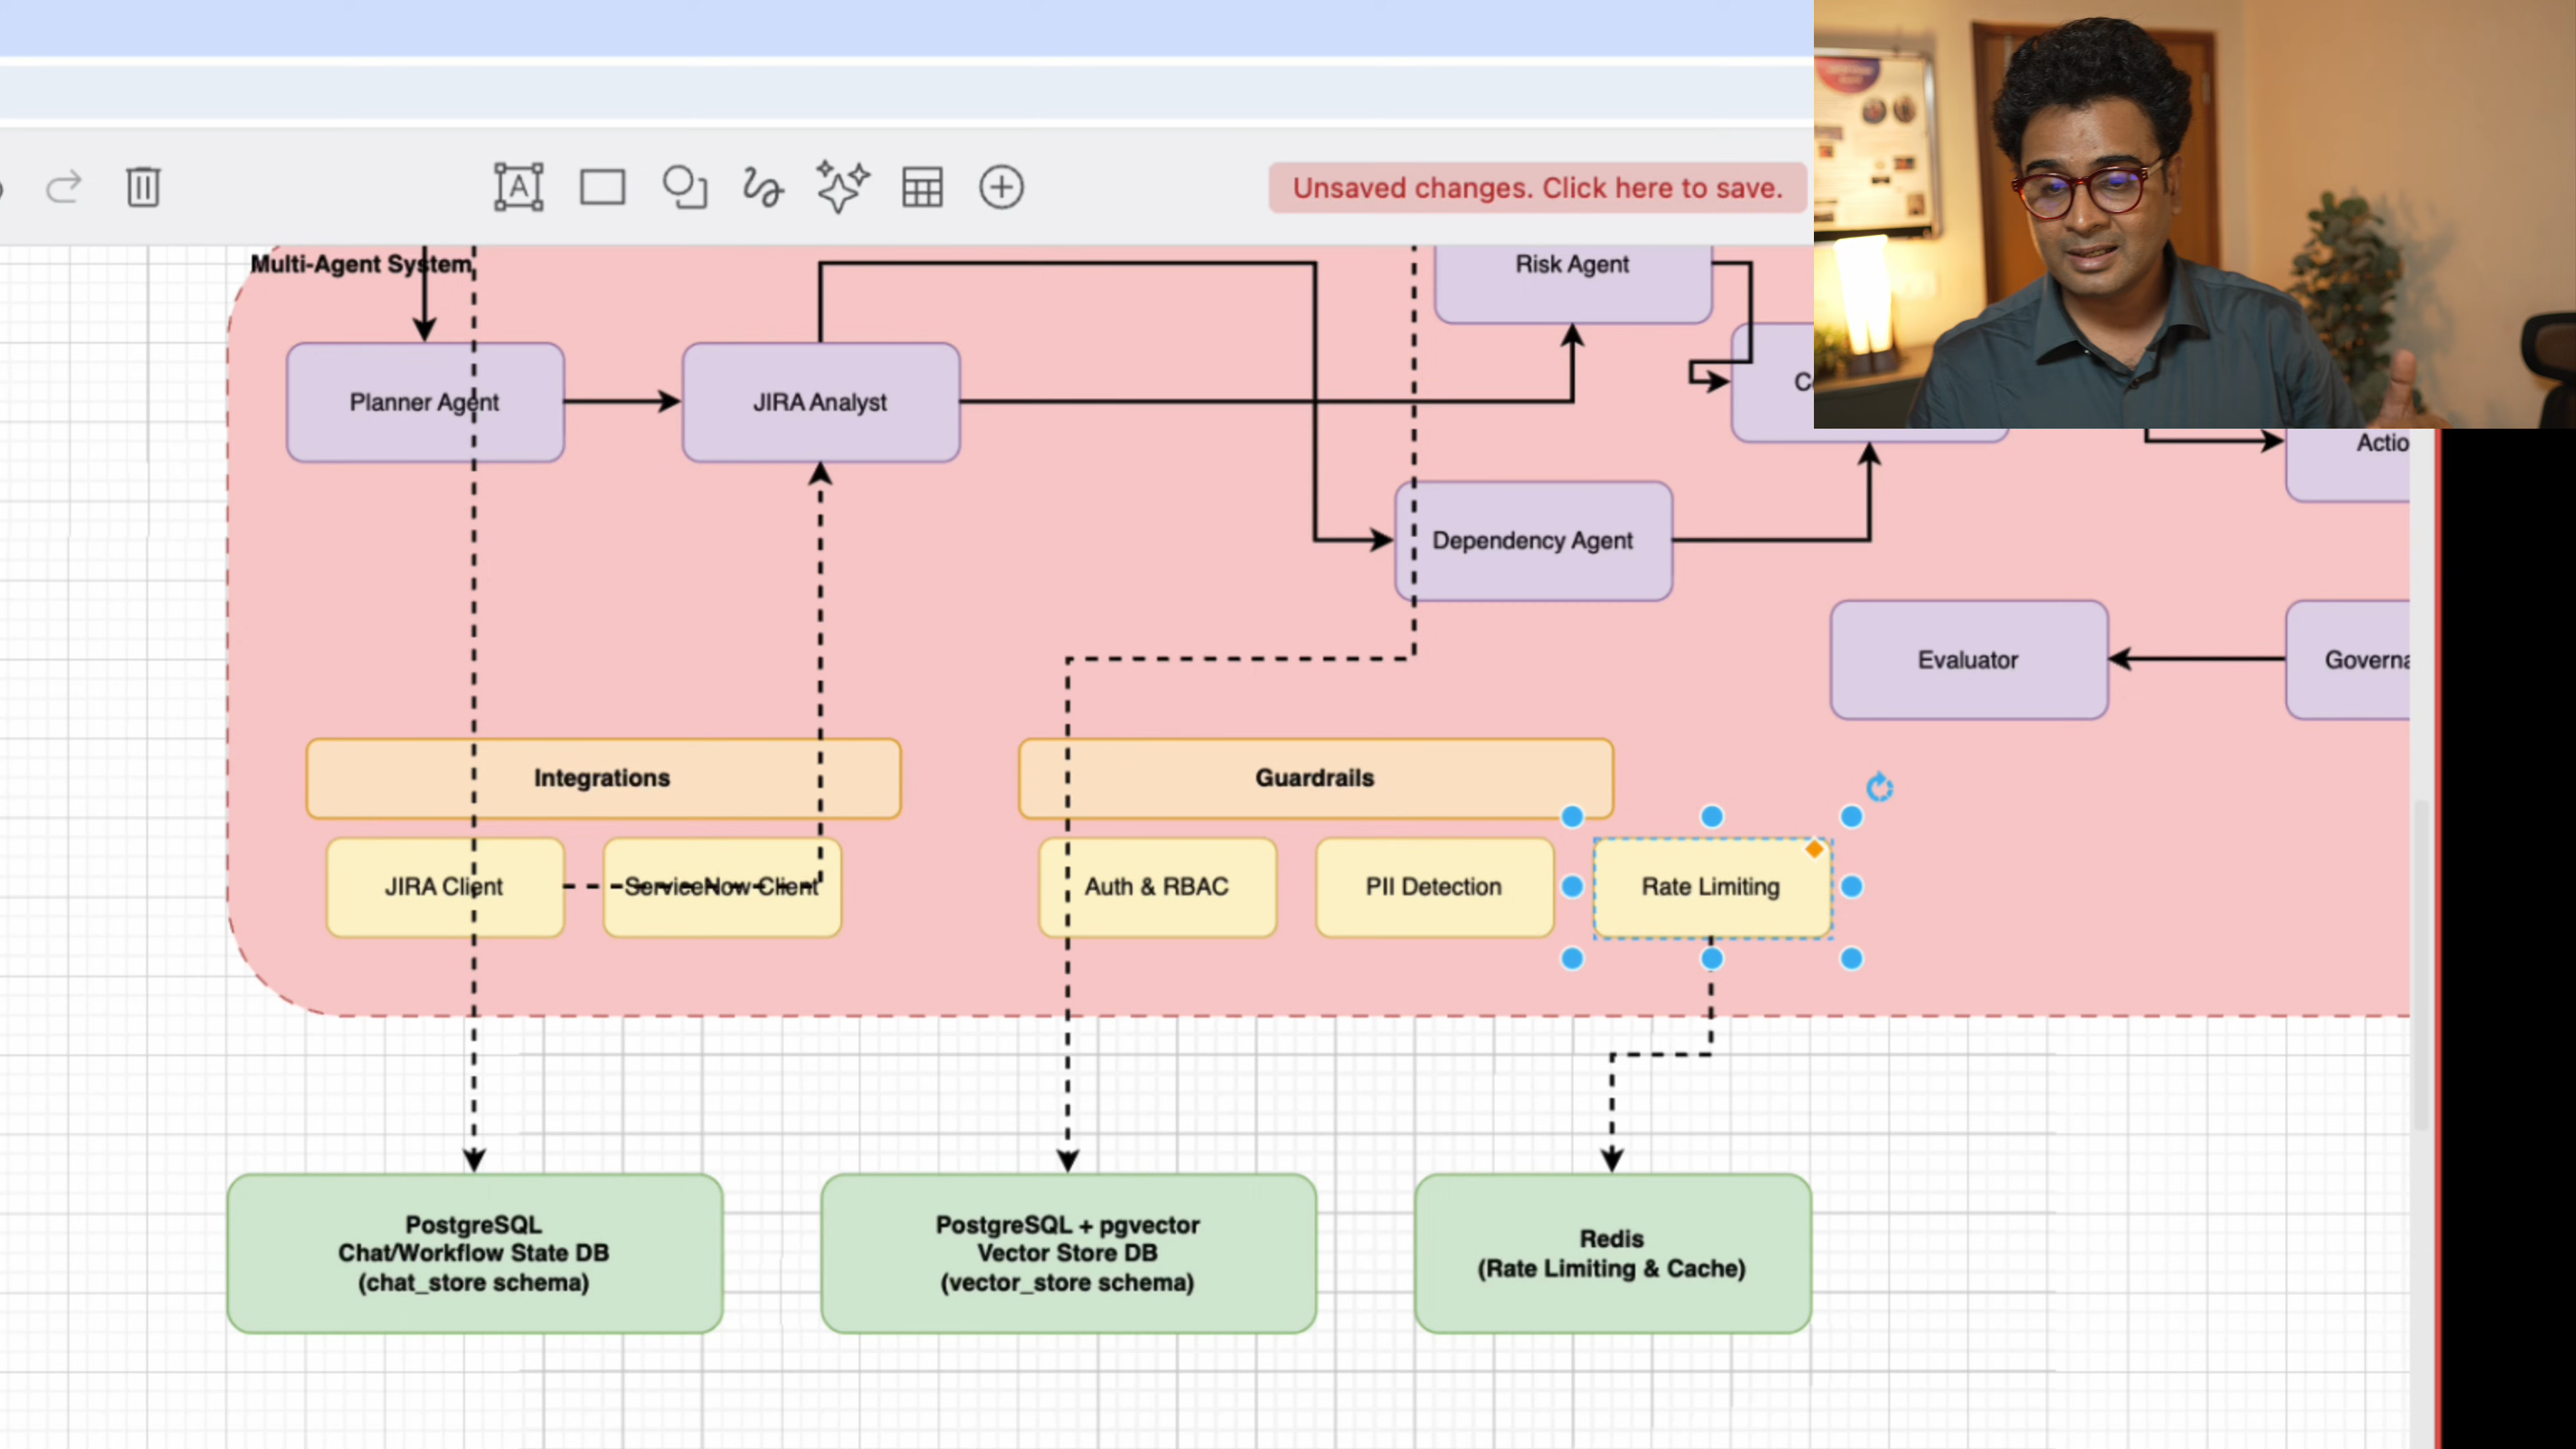 Unsaved changes. Click here to save.
Multi-Agent System
Risk Agent
Planner Agent
JIRA Analyst
Dependency Agent
Evaluator
Integrations
Guardrails
JIRA Client
ServiceNow Client
Auth & RBAC
PII Detection
Rate Limiting
PostgreSQL
Chat/Workflow State DB
(chat_store schema)
PostgreSQL + pgvector
Vector Store DB
(vector_store schema)
Redis
(Rate Limiting & Cache)